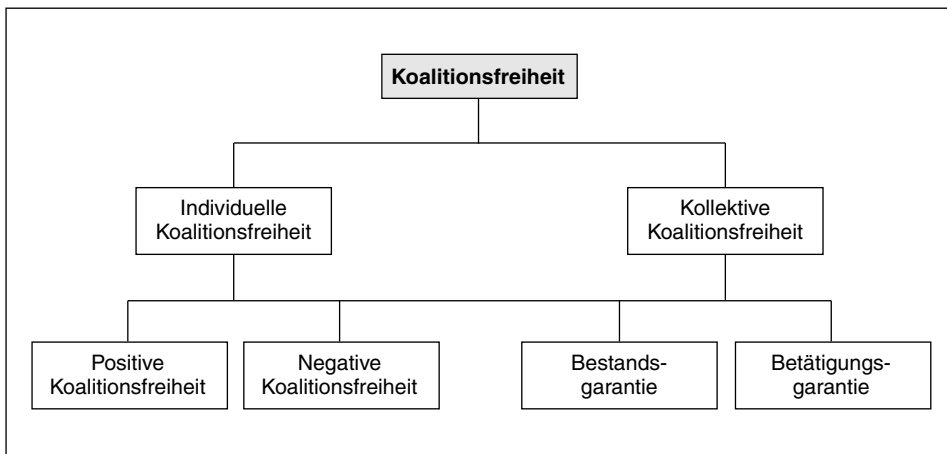 Koalitionsfreiheit
Individuelle
Koalitionsfreiheit
Kollektive
Koalitionsfreiheit
Positive
Koalitionsfreiheit
Negative
Koalitionsfreiheit
Bestands-
garantie
Betätigungs-
garantie